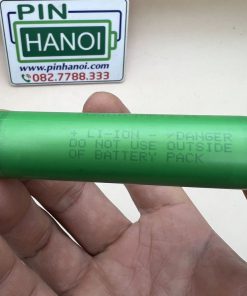 PIN
HANOI
www.pinhanoi.com
082.7788.333
+ LI-ION - /DANGER
DO NOT USE OUTSIDE
OF BATTERY PACK